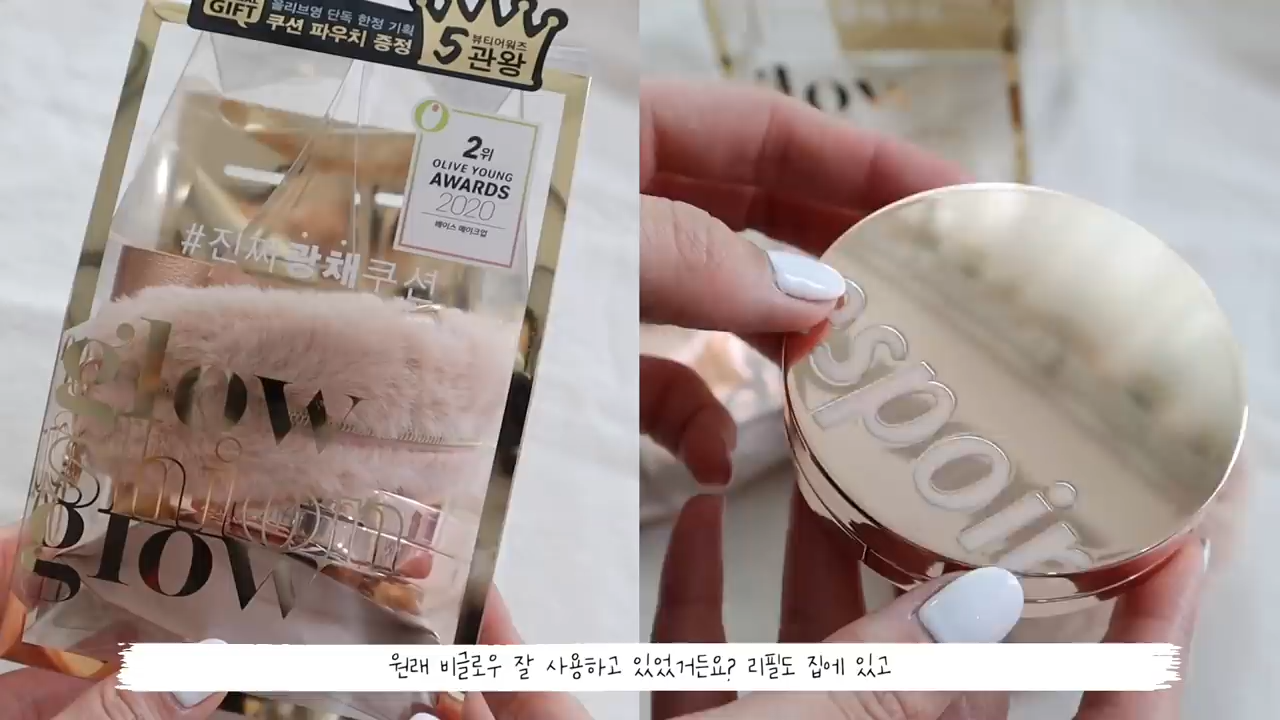 GIFT
올리브영 단독 한정 기획
쿠션 파우치 증정
뷰티어워즈
5관왕
2위
OLIVE YOUNG
AWARDS
2020
베이스 메이크업
#진짜광채쿠션
glow
glow
glow
espoir
원래 비글로우 잘 사용하고 있었거든요? 리필도 집에 있고